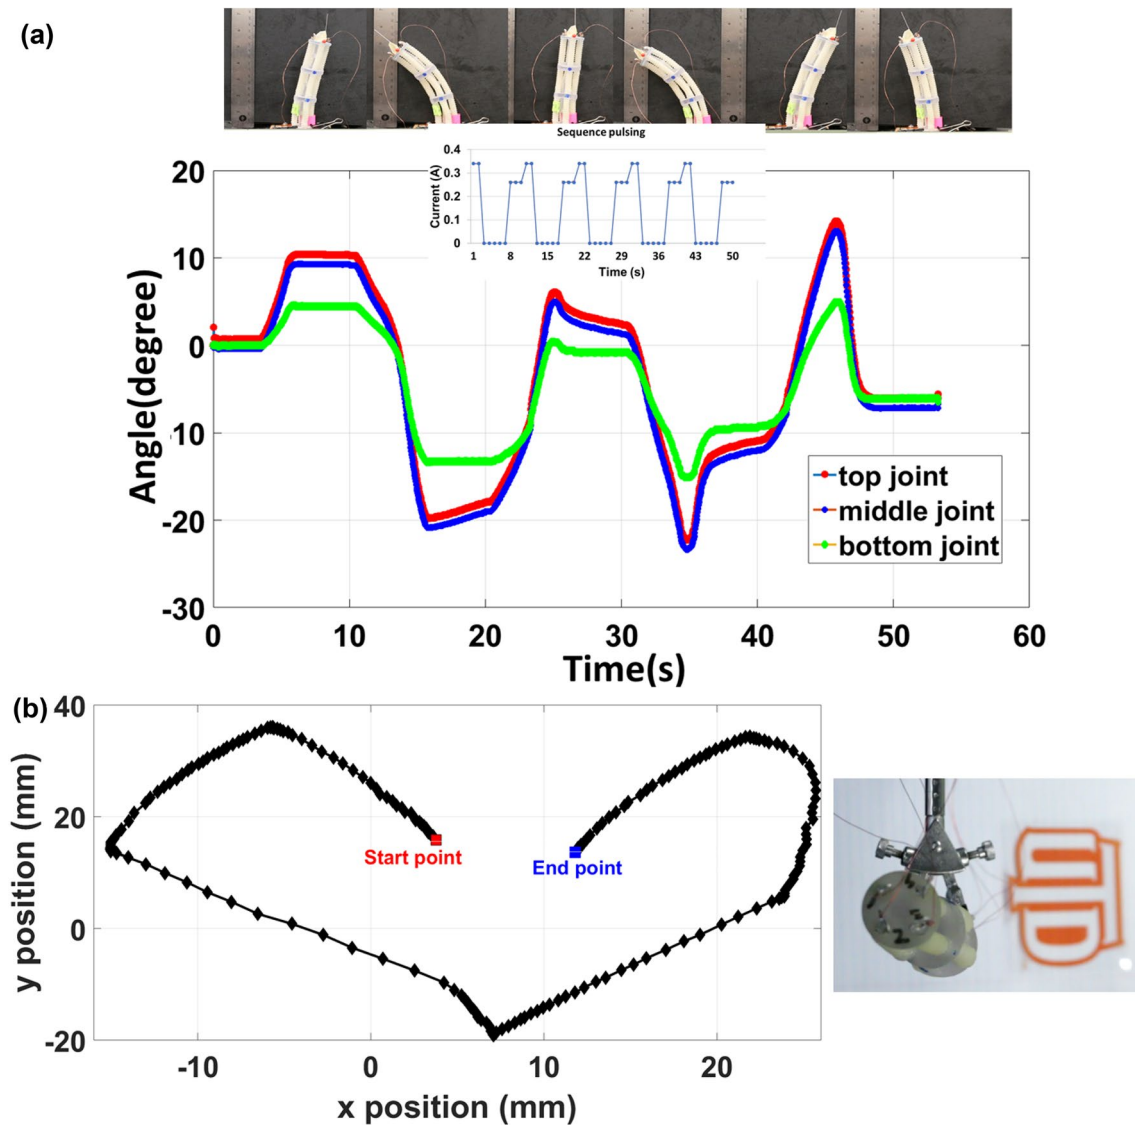 (a)
Sequence pulsing
0.4
0.3
0.2
0.1
0
Current (A)
1 8 15 22 29 36 43 50
Time (s)
20
10
0
-10
-20
-30
Angle(degree)
top joint
middle joint
bottom joint
0 10 20 30 40 50 60
Time(s)
(b)
40
20
0
-20
y position (mm)
Start point
End point
-10 0 10 20
x position (mm)
UTD